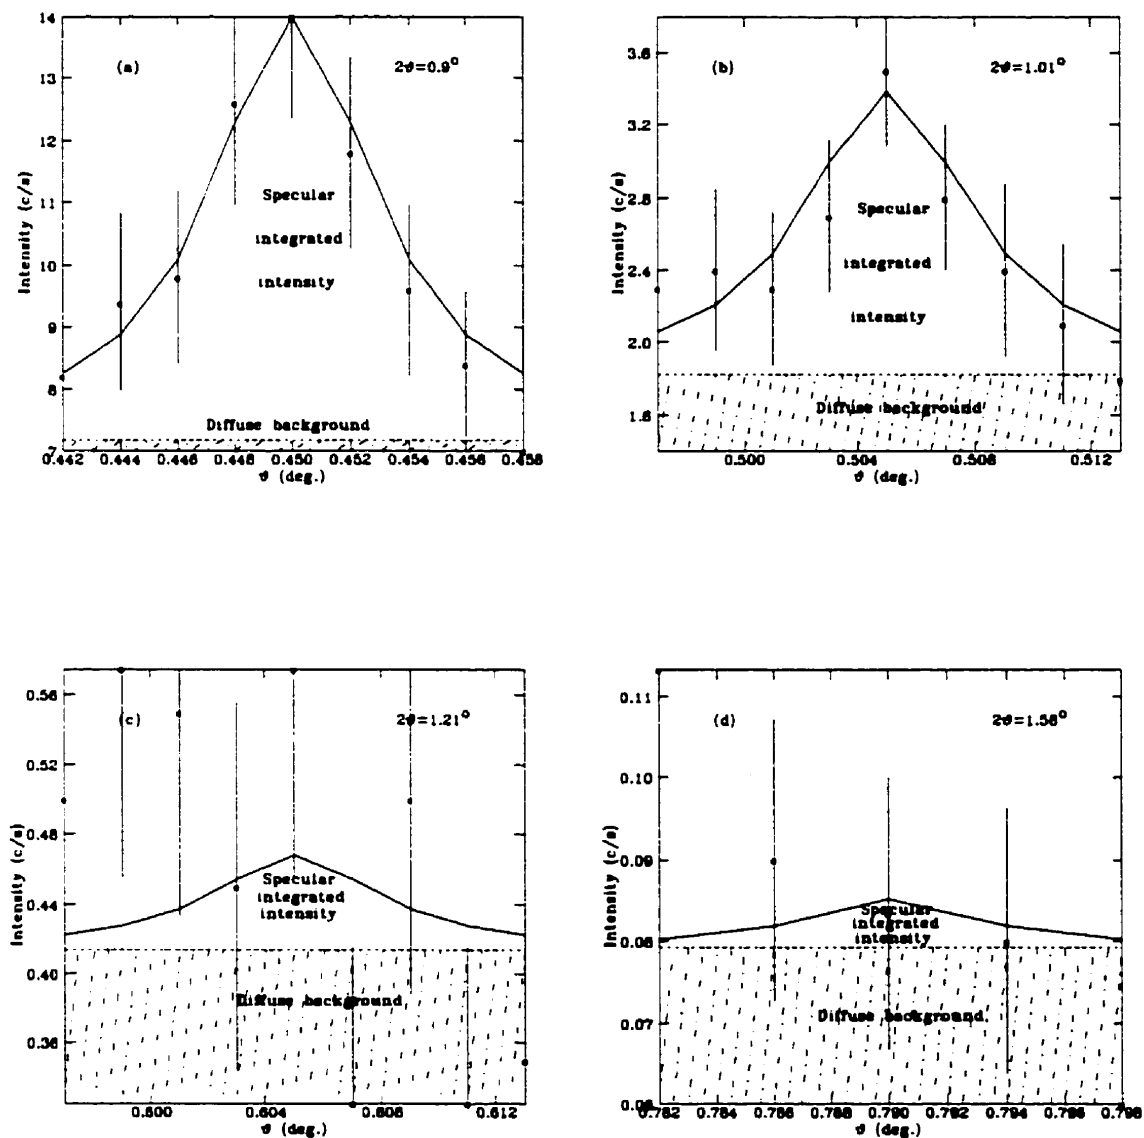 14
13
12
11
10
9
8
7
Intensity (c/s)
(a)
2ϑ=0.9°
Specular
integrated
intensity
Diffuse background
0.442 0.444 0.446 0.448 0.450 0.452 0.454 0.456 0.458
ϑ (deg.)
3.6
3.2
2.8
2.4
2.0
1.6
Intensity (c/s)
(b)
2ϑ=1.01°
Specular
integrated
intensity
Diffuse background
0.500 0.504 0.508 0.512
ϑ (deg.)
0.56
0.52
0.48
0.44
0.40
0.36
Intensity (c/s)
(c)
2ϑ=1.21°
Specular
integrated
intensity
Diffuse background
0.600 0.604 0.608 0.612
ϑ (deg.)
0.11
0.10
0.09
0.08
0.07
0.06
Intensity (c/s)
(d)
2ϑ=1.58°
Specular
integrated
intensity
Diffuse background
0.782 0.784 0.786 0.788 0.790 0.792 0.794 0.796 0.798
ϑ (deg.)